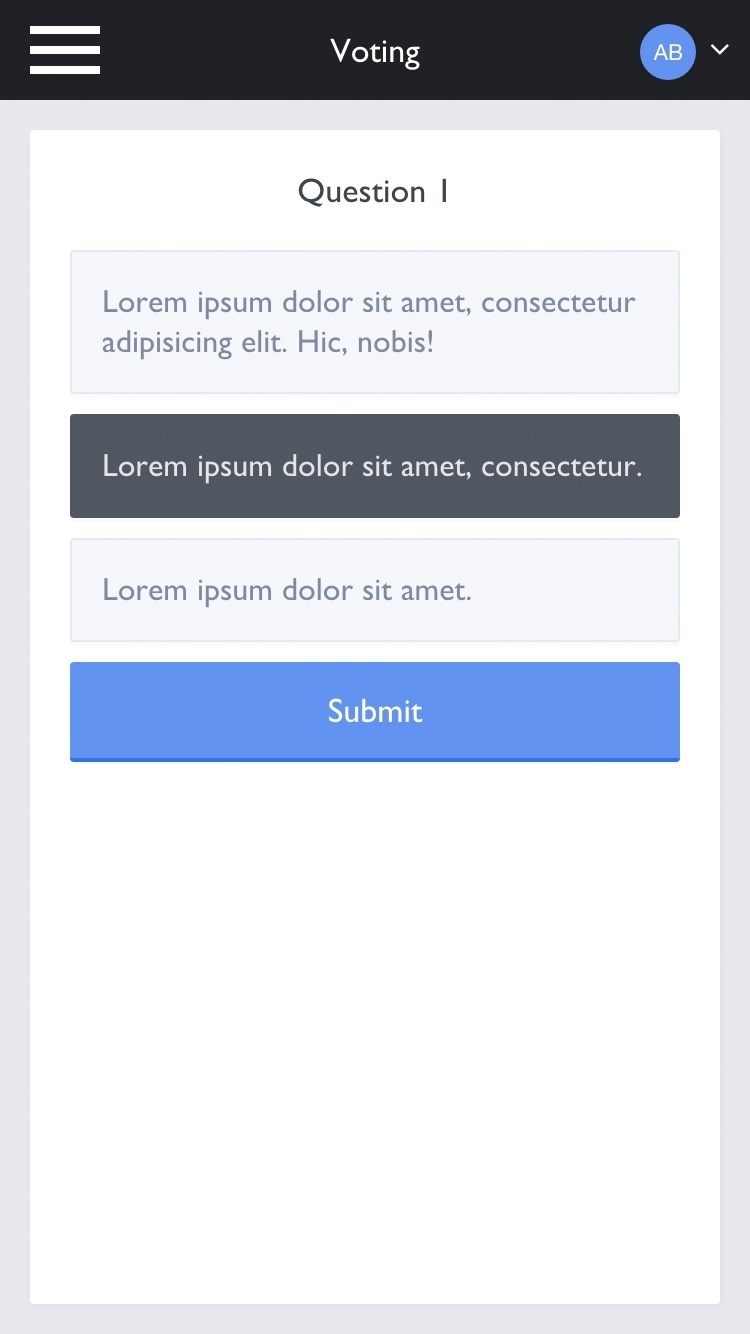 Voting
AB
Question 1
Lorem ipsum dolor sit amet, consectetur
adipisicing elit. Hic, nobis!
Lorem ipsum dolor sit amet, consectetur.
Lorem ipsum dolor sit amet.
Submit